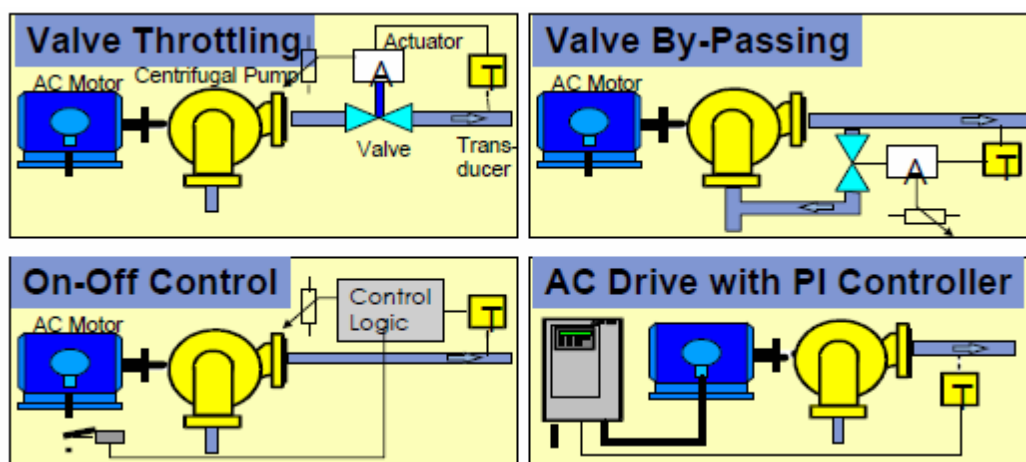 Valve Throttling
Actuator
A
T
Centrifugal Pump
AC Motor
Valve
Trans-
ducer
Valve By-Passing
AC Motor
A
T
On-Off Control
Control
Logic
T
AC Motor
AC Drive with PI Controller
T